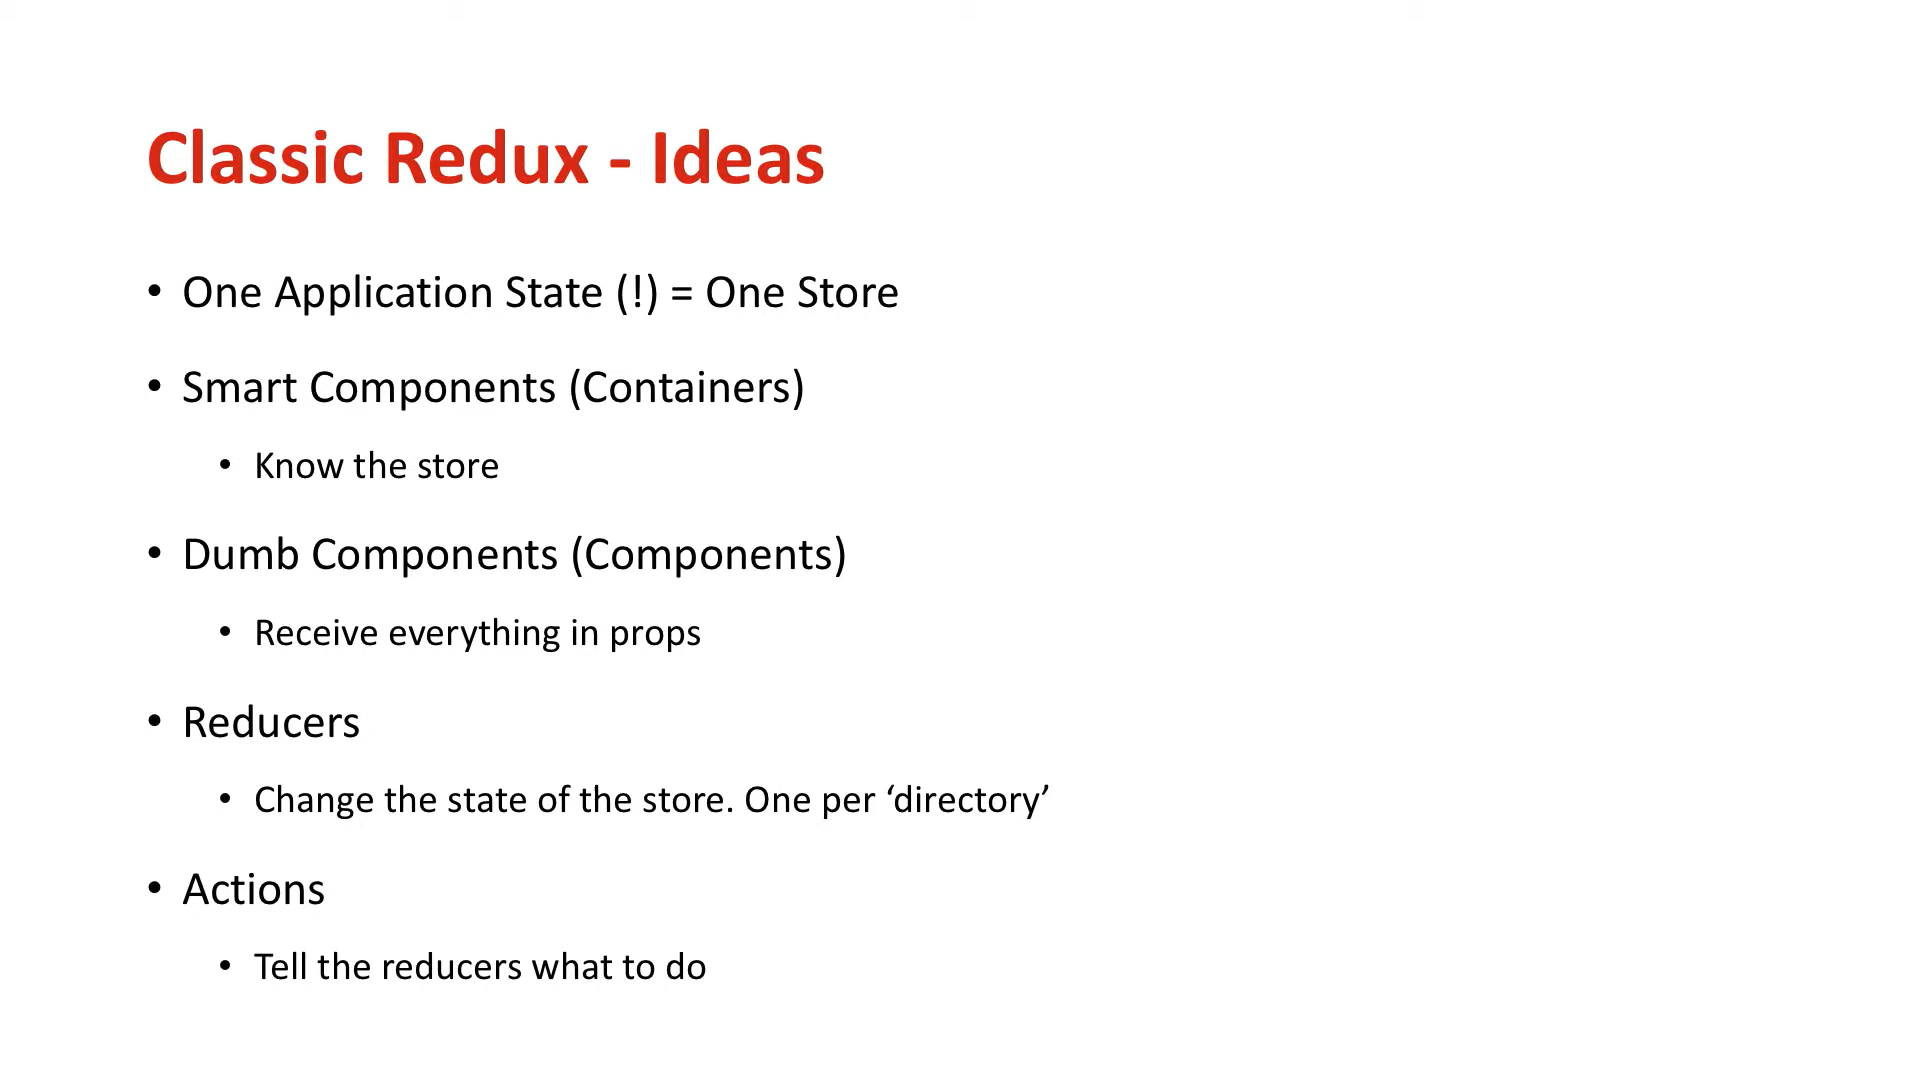 Classic Redux - Ideas
• One Application State (!) = One Store
• Smart Components (Containers)
• Know the store
• Dumb Components (Components)
• Receive everything in props
• Reducers
• Change the state of the store. One per ‘directory’
• Actions
• Tell the reducers what to do